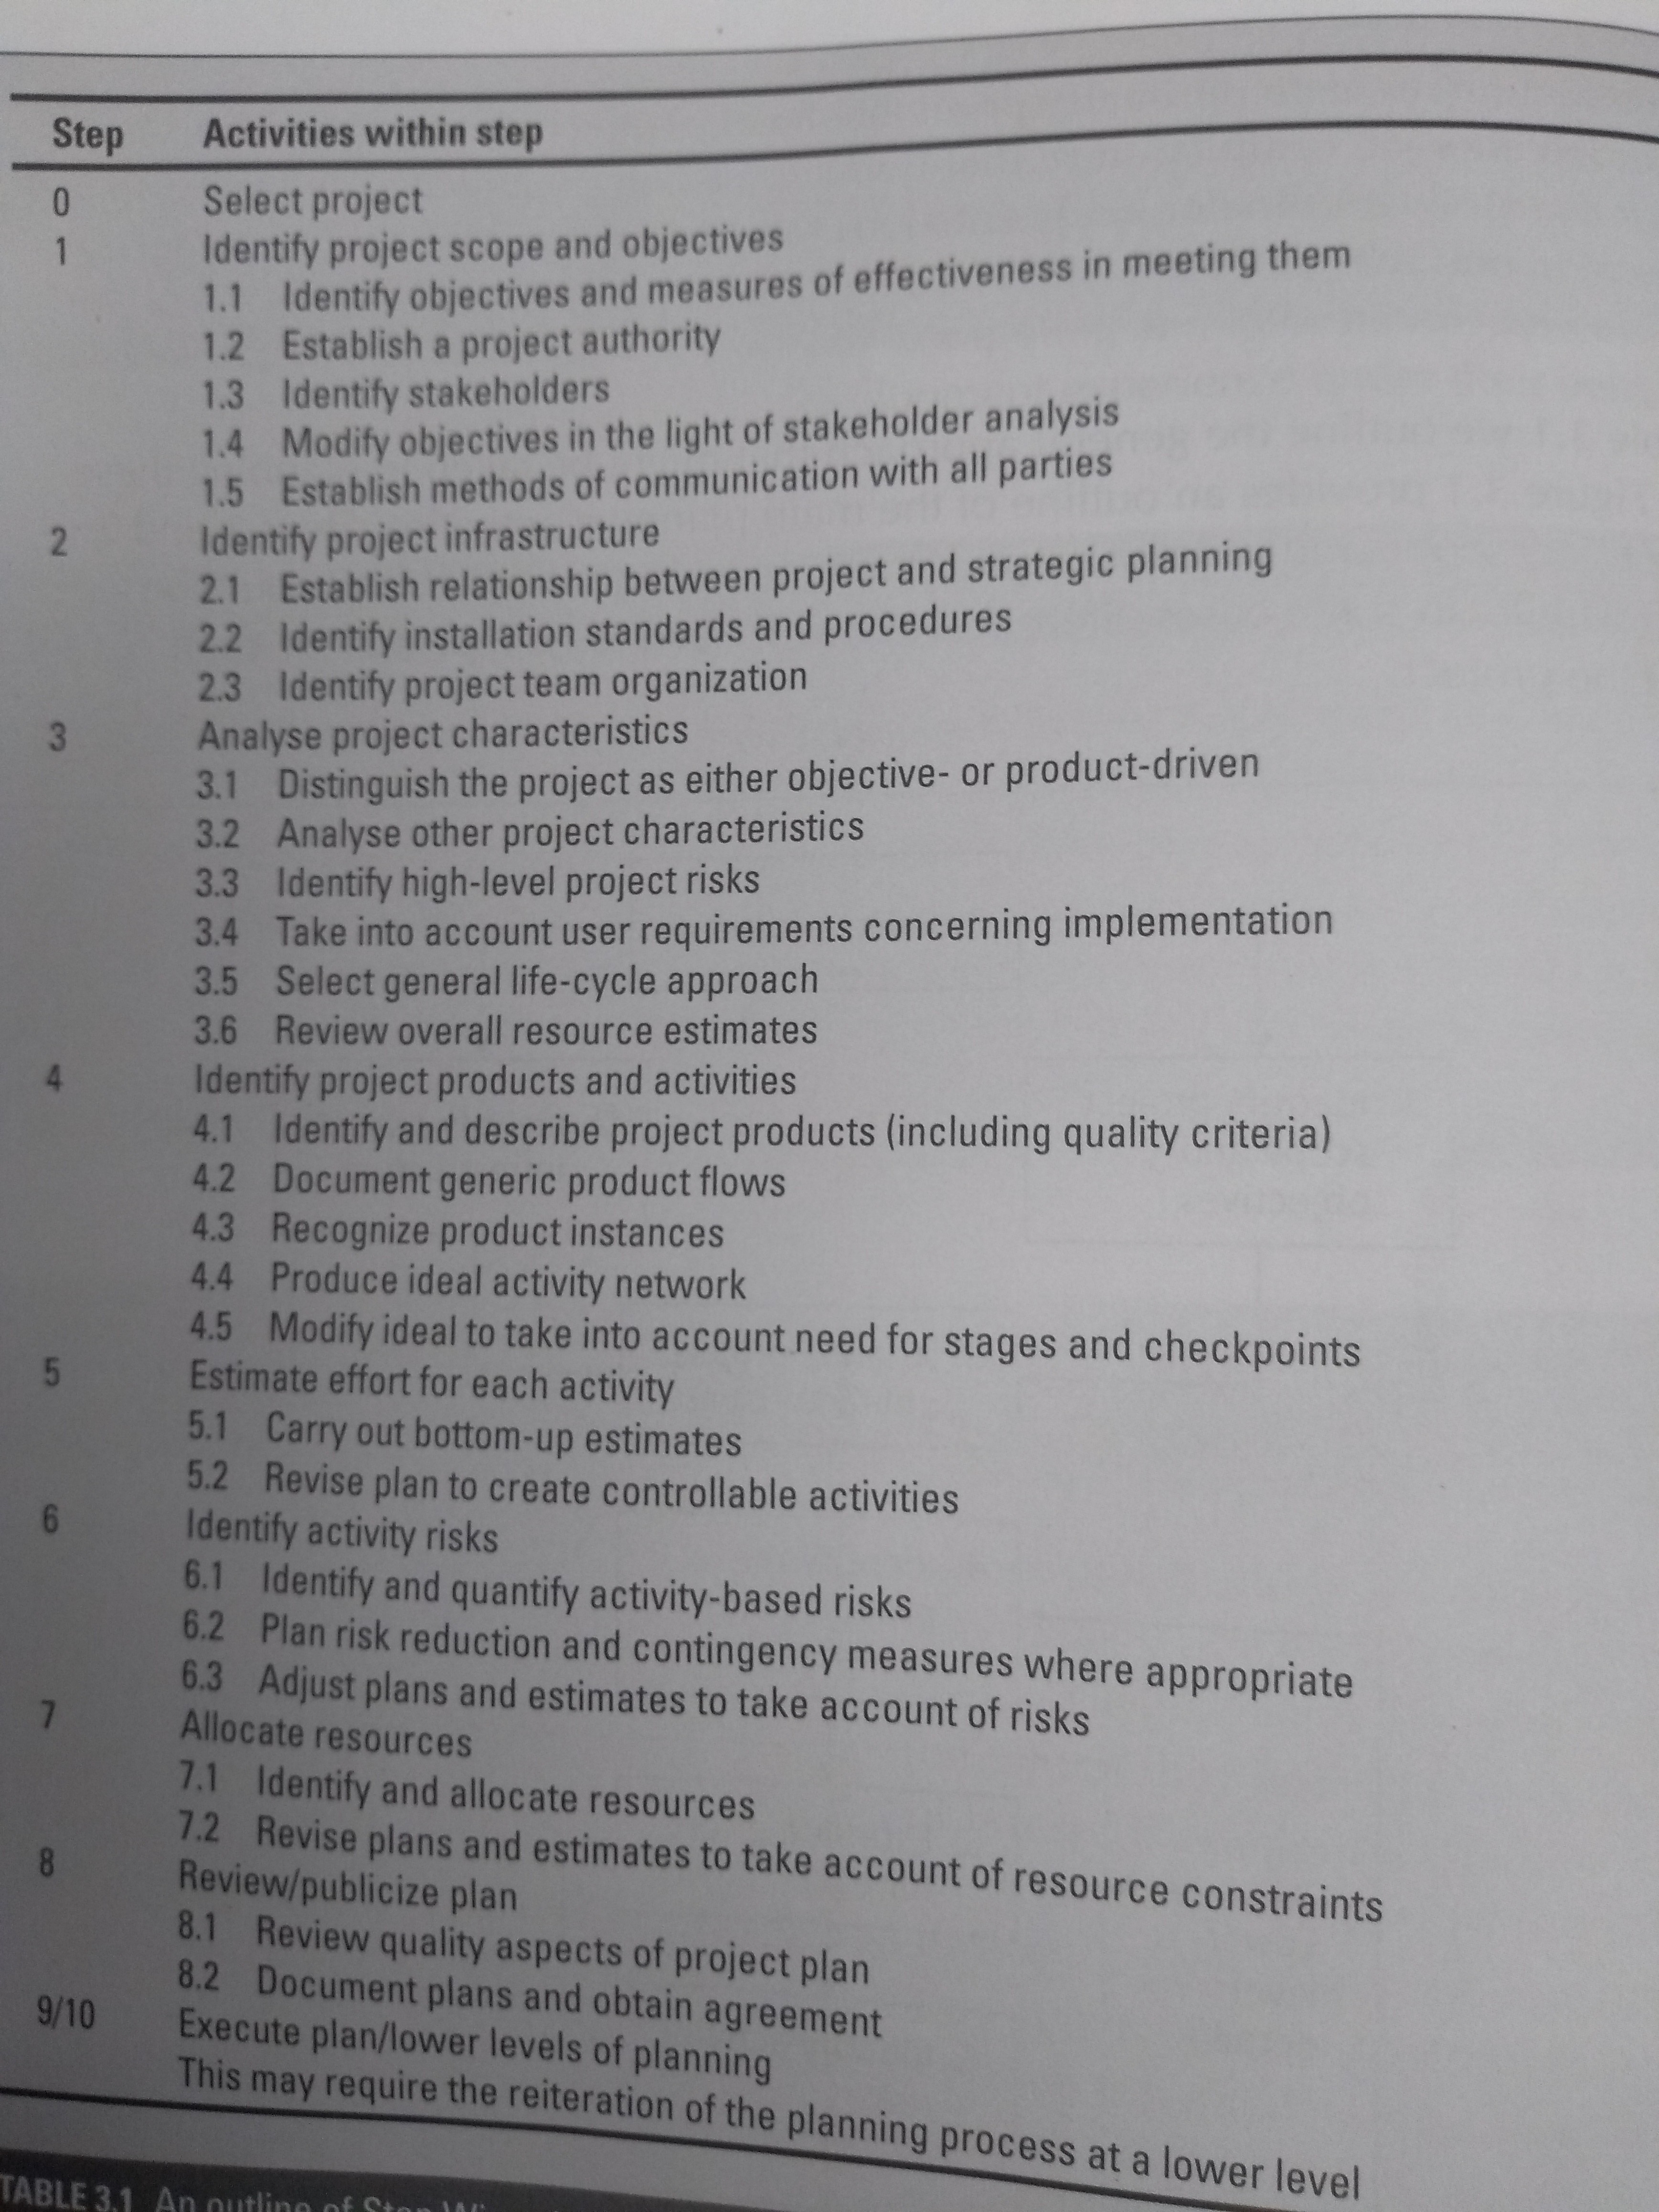 Step Activities within step
0 Select project
1 Identify project scope and objectives
1.1 Identify objectives and measures of effectiveness in meeting them
1.2 Establish a project authority
1.3 Identify stakeholders
1.4 Modify objectives in the light of stakeholder analysis
1.5 Establish methods of communication with all parties
2 Identify project infrastructure
2.1 Establish relationship between project and strategic planning
2.2 Identify installation standards and procedures
2.3 Identify project team organization
3 Analyse project characteristics
3.1 Distinguish the project as either objective- or product-driven
3.2 Analyse other project characteristics
3.3 Identify high-level project risks
3.4 Take into account user requirements concerning implementation
3.5 Select general life-cycle approach
3.6 Review overall resource estimates
4 Identify project products and activities
4.1 Identify and describe project products (including quality criteria)
4.2 Document generic product flows
4.3 Recognize product instances
4.4 Produce ideal activity network
4.5 Modify ideal to take into account need for stages and checkpoints
5 Estimate effort for each activity
5.1 Carry out bottom-up estimates
5.2 Revise plan to create controllable activities
6 Identify activity risks
6.1 Identify and quantify activity-based risks
6.2 Plan risk reduction and contingency measures where appropriate
6.3 Adjust plans and estimates to take account of risks
7 Allocate resources
7.1 Identify and allocate resources
7.2 Revise plans and estimates to take account of resource constraints
8 Review/publicize plan
8.1 Review quality aspects of project plan
8.2 Document plans and obtain agreement
9/10 Execute plan/lower levels of planning
This may require the reiteration of the planning process at a lower level
TABLE 3.1 An outline of Step